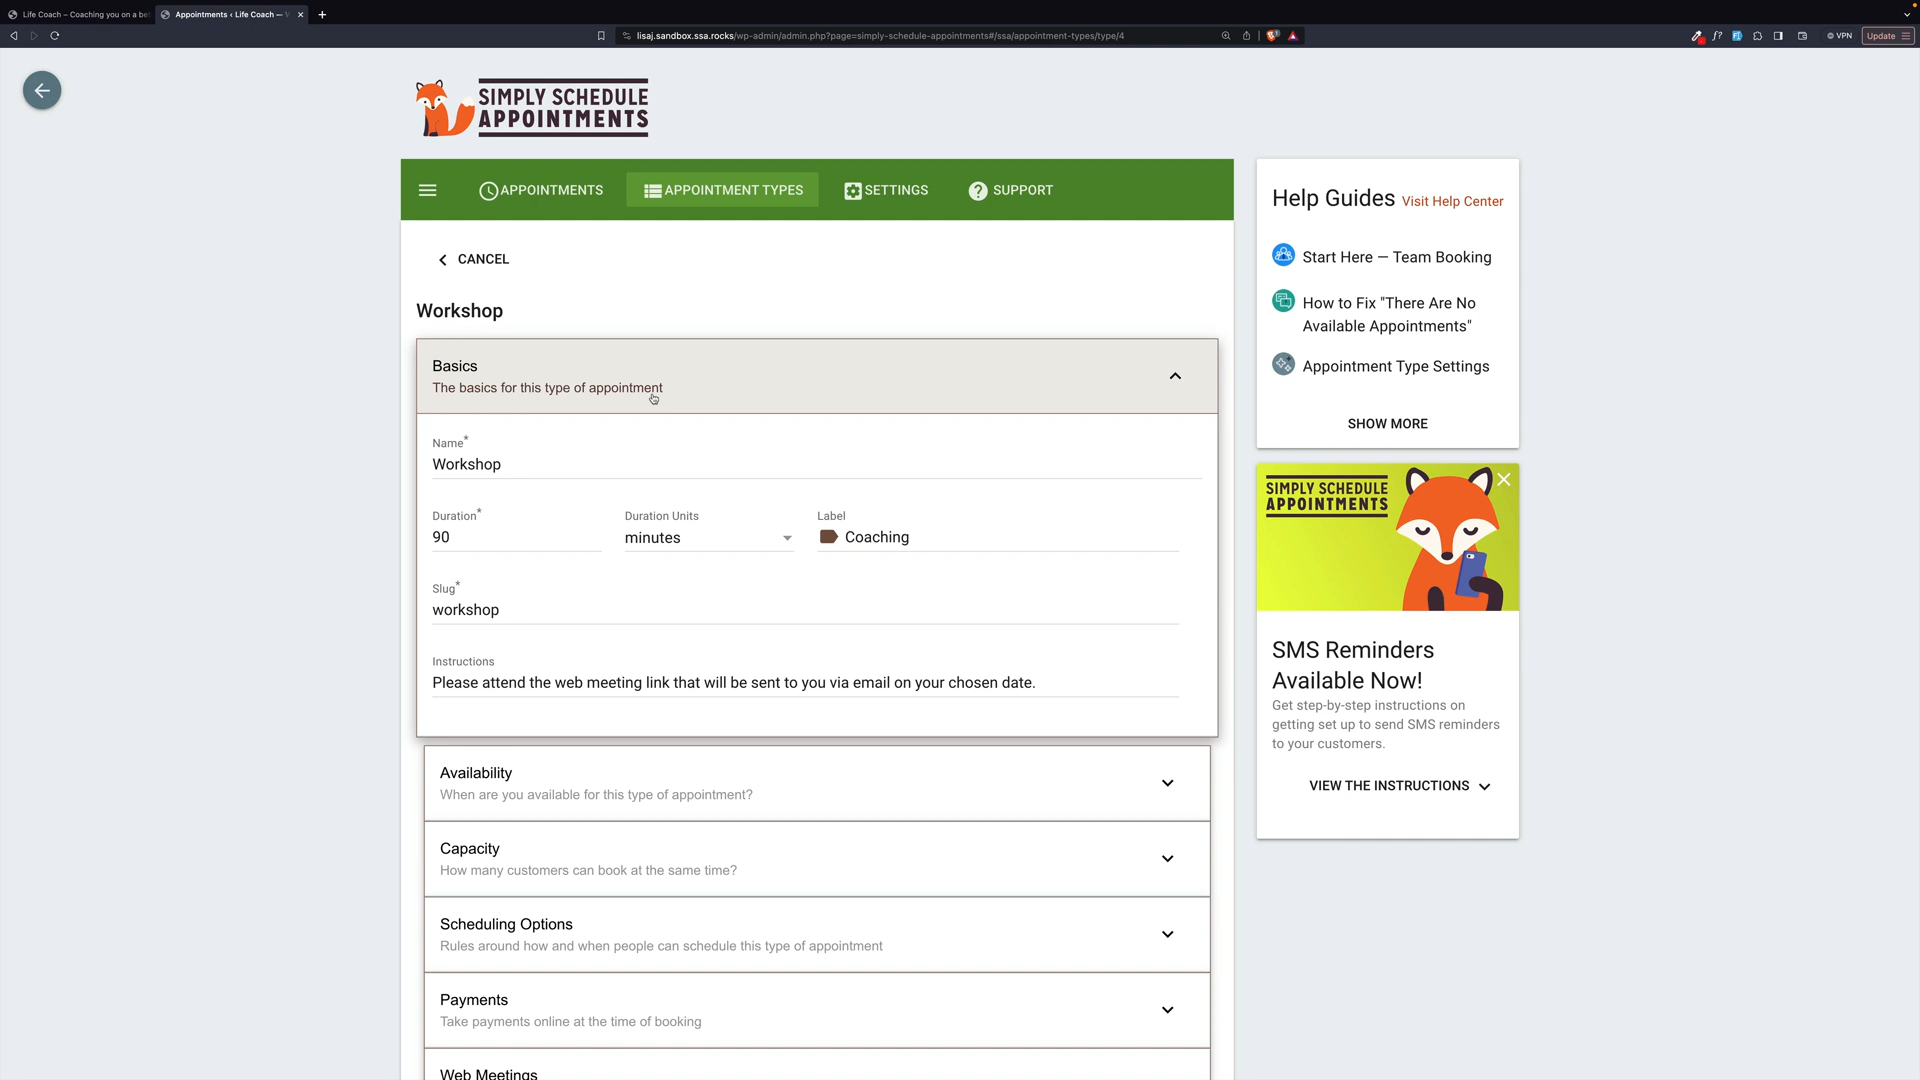 Life Coach – Coaching you on a be
Appointments ‹ Life Coach —
lisaj.sandbox.ssa.rocks/wp-admin/admin.php?page=simply-schedule-appointments#/ssa/appointment-types/type/4
VPN
Update
SIMPLY SCHEDULE
APPOINTMENTS
APPOINTMENTS
APPOINTMENT TYPES
SETTINGS
SUPPORT
CANCEL
Workshop
Basics
The basics for this type of appointment
Name*
Workshop
Duration*
90
Duration Units
minutes
Label
Coaching
Slug*
workshop
Instructions
Please attend the web meeting link that will be sent to you via email on your chosen date.
Availability
When are you available for this type of appointment?
Capacity
How many customers can book at the same time?
Scheduling Options
Rules around how and when people can schedule this type of appointment
Payments
Take payments online at the time of booking
Web Meetings
Help Guides Visit Help Center
Start Here — Team Booking
How to Fix "There Are No
Available Appointments"
Appointment Type Settings
SHOW MORE
SIMPLY SCHEDULE
APPOINTMENTS
SMS Reminders
Available Now!
Get step-by-step instructions on
getting set up to send SMS reminders
to your customers.
VIEW THE INSTRUCTIONS